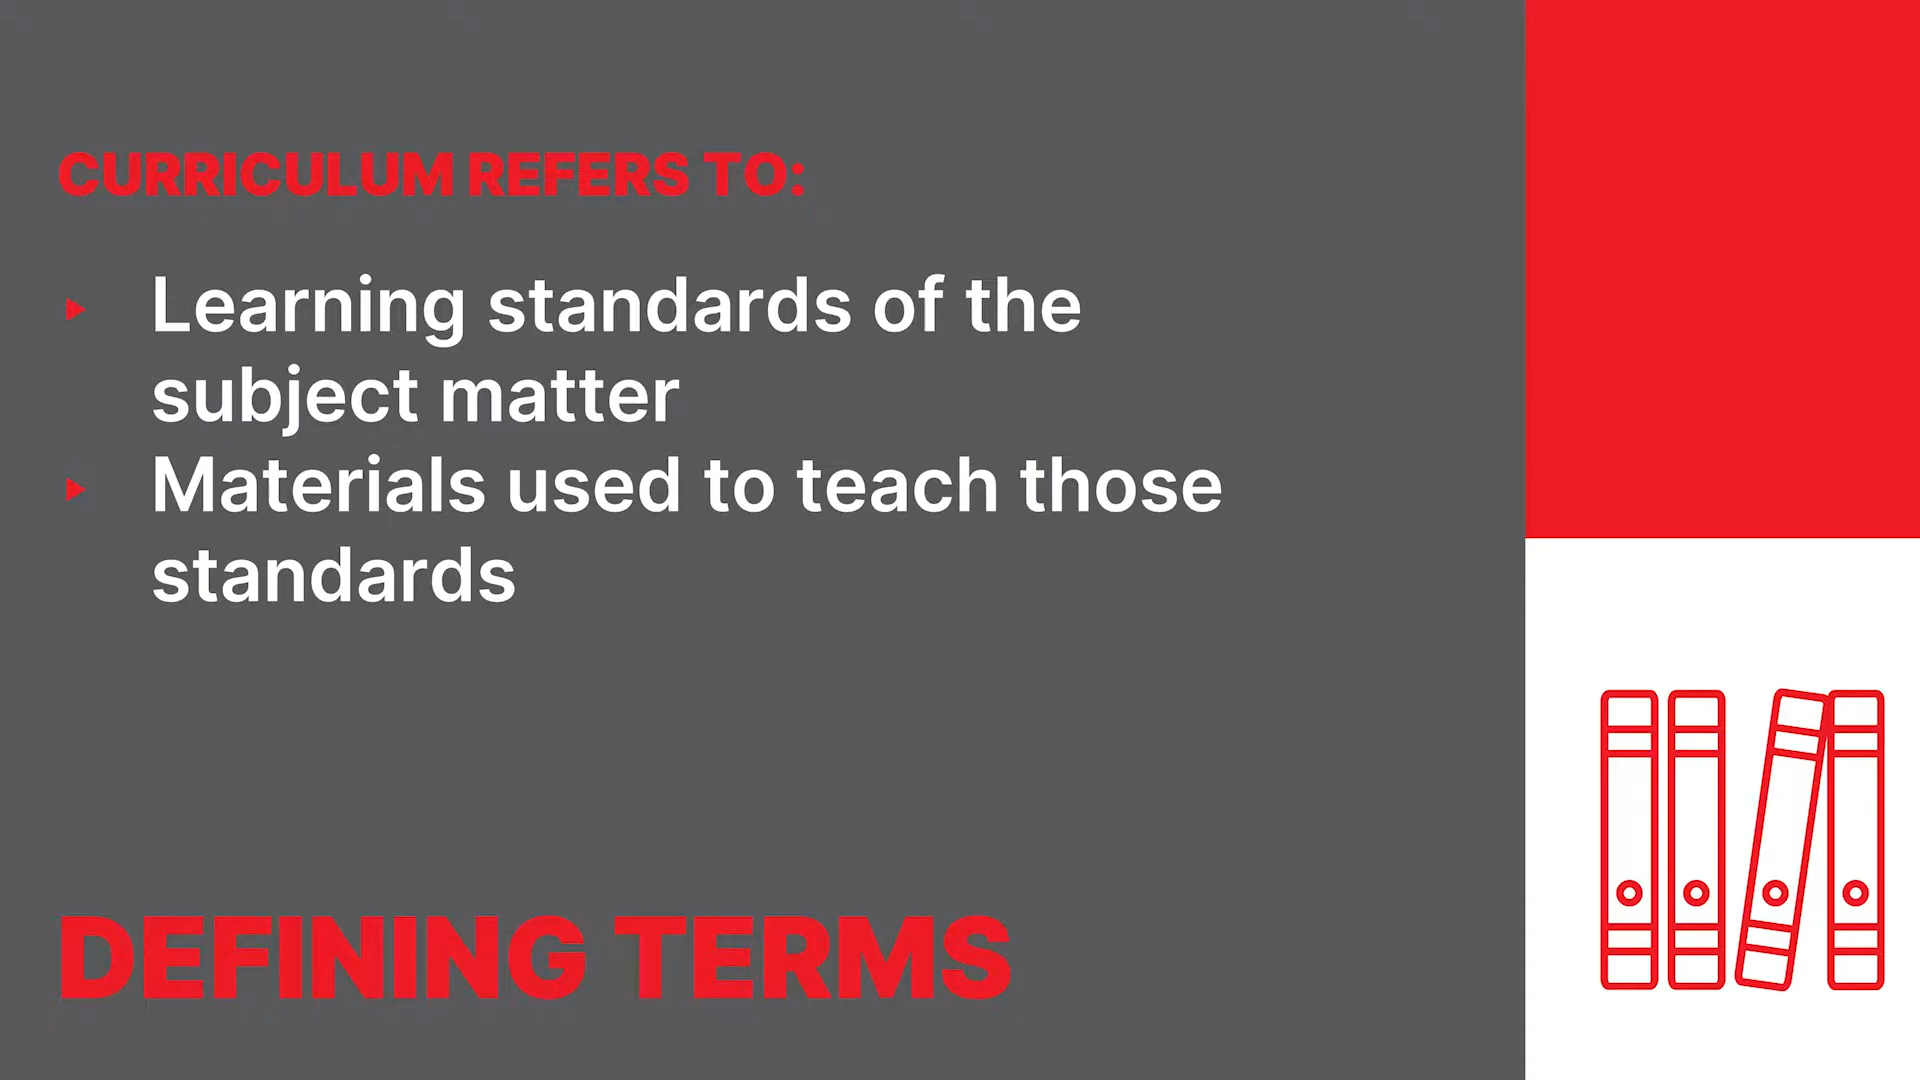 CURRICULUM REFERS TO:
Learning standards of the
subject matter
Materials used to teach those
standards
DEFINING TERMS